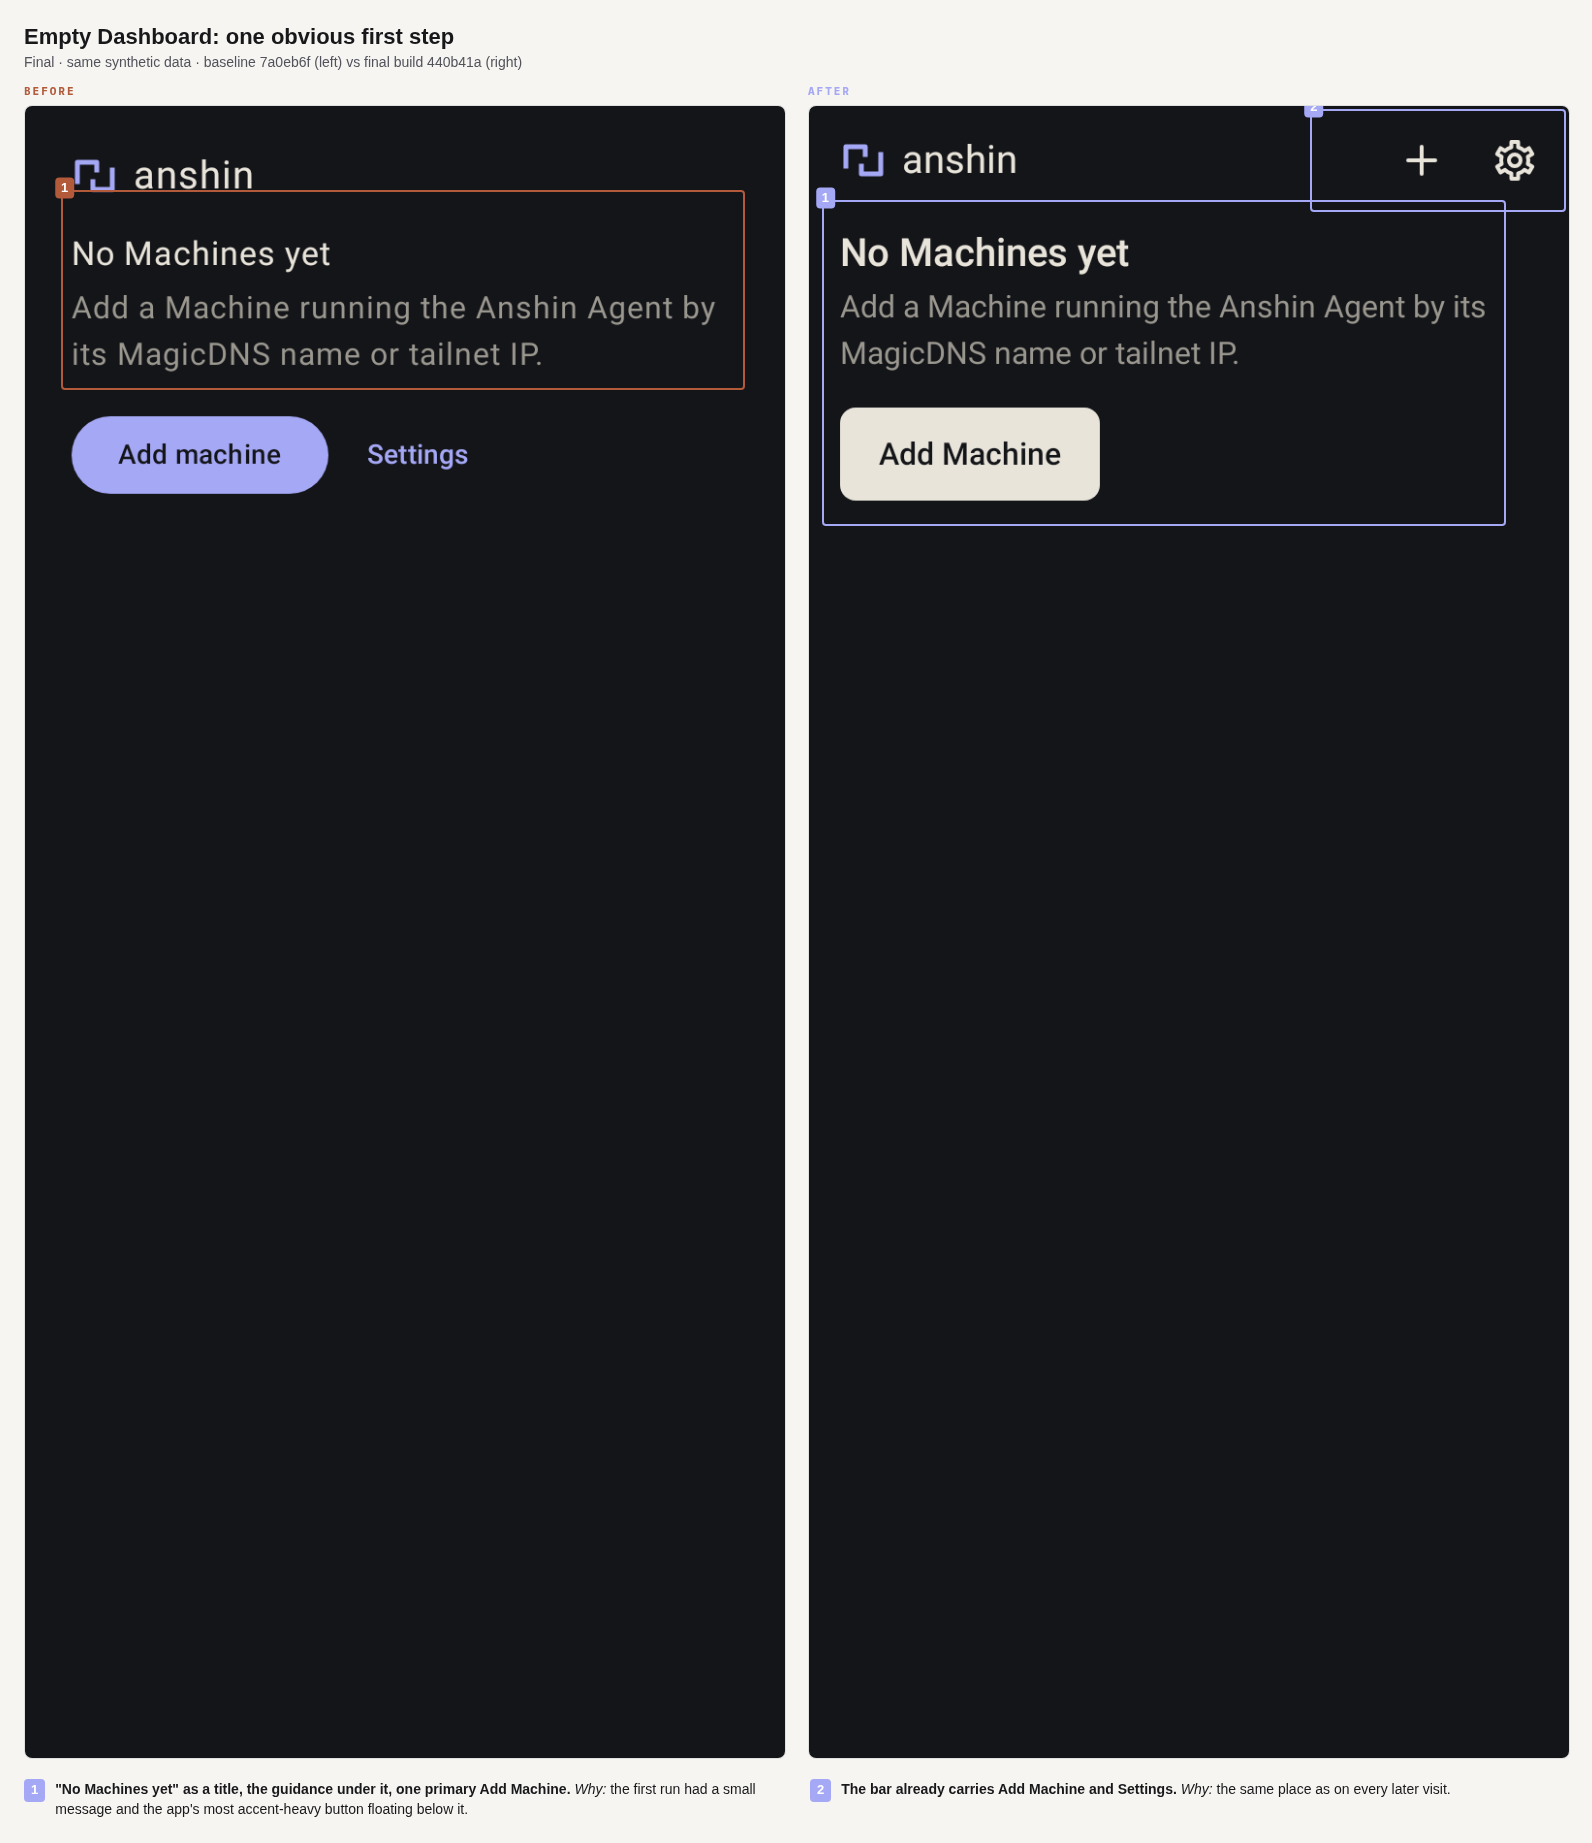 Empty Dashboard: one obvious first step
Final · same synthetic data · baseline 7a0eb6f (left) vs final build 440b41a (right)
BEFORE
anshin
1
No Machines yet
Add a Machine running the Anshin Agent by
its MagicDNS name or tailnet IP.
Add machine
Settings
AFTER
2
anshin
1
No Machines yet
Add a Machine running the Anshin Agent by its
MagicDNS name or tailnet IP.
Add Machine
1 "No Machines yet" as a title, the guidance under it, one primary Add Machine. Why: the first run had a small
message and the app's most accent-heavy button floating below it.
2 The bar already carries Add Machine and Settings. Why: the same place as on every later visit.